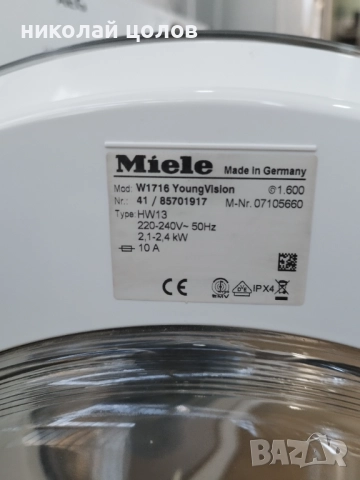 николай цолов
Miele Made in Germany
Mod: W1716 YoungVision ℗1.600
Nr.: 41 / 85701917 M-Nr. 07105660
Type: HW13
220-240V~ 50Hz
2,1-2,4 kW
10 A
CE IPX4
BAZAR